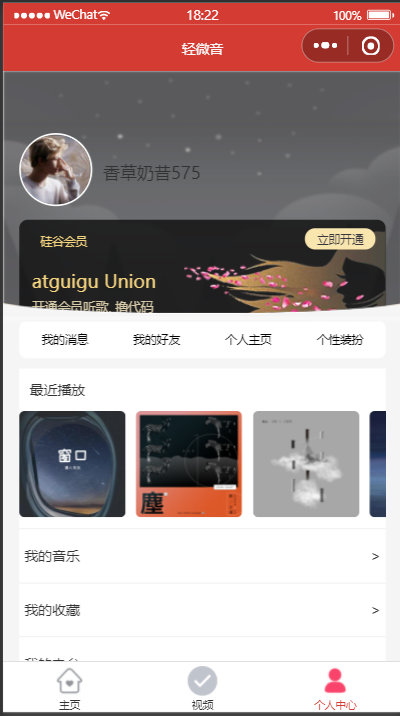 WeChat 18:22 100%
轻微音
香草奶昔575
硅谷会员 立即开通
atguigu Union
开通会员听歌, 撸代码
我的消息 我的好友 个人主页 个性装扮
最近播放
窗口
塵
我的音乐 >
我的收藏 >
我的电台
主页 视频 个人中心